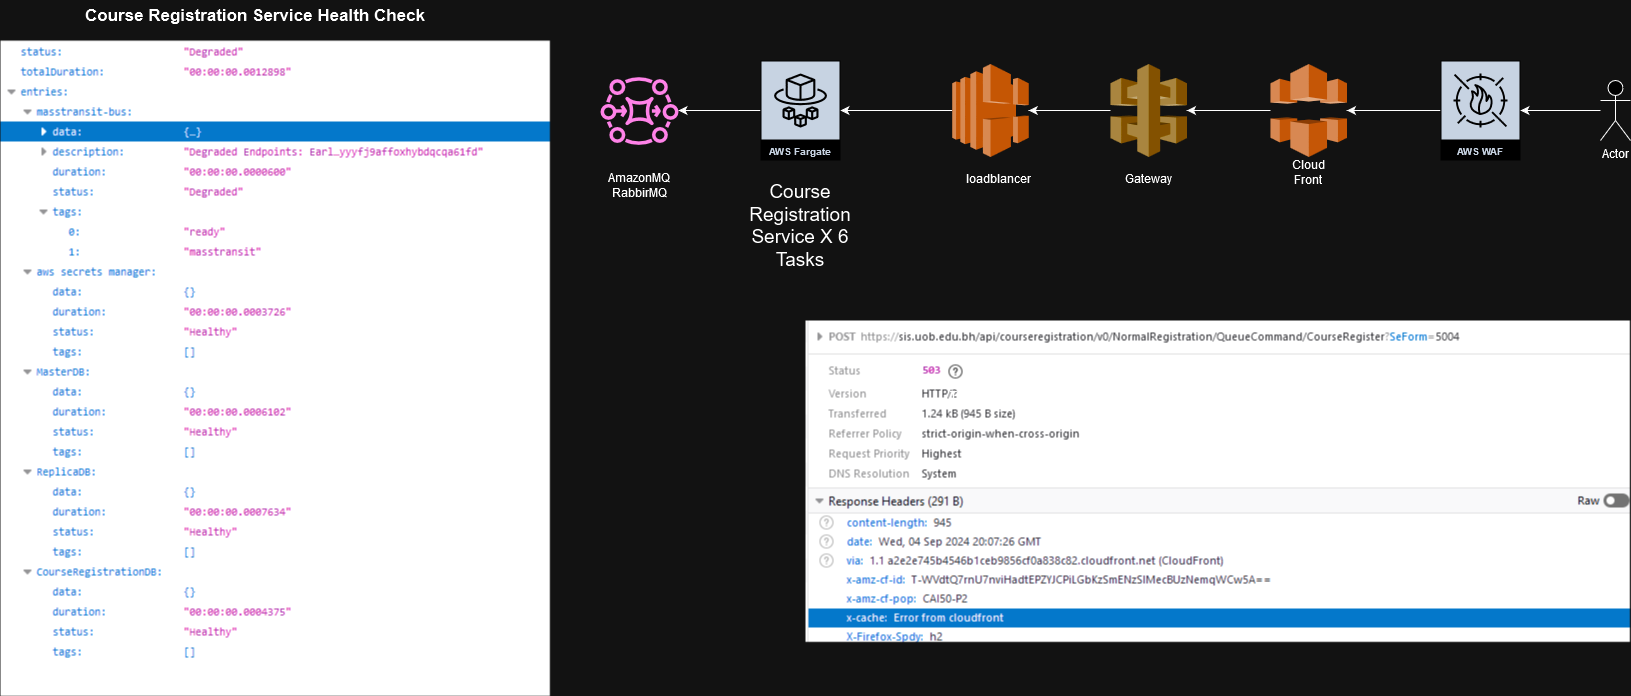 Course Registration Service Health Check
status: "Degraded"
totalDuration: "00:00:00.0012898"
entries:
masstransit-bus:
data: {…}
description: "Degraded Endpoints: Earl…yyyfj9affoxhybdqcqa61fd"
duration: "00:00:00.0000600"
status: "Degraded"
tags:
0: "ready"
1: "masstransit"
aws secrets manager:
data: {}
duration: "00:00:00.0003726"
status: "Healthy"
tags: []
MasterDB:
data: {}
duration: "00:00:00.0006102"
status: "Healthy"
tags: []
ReplicaDB:
data: {}
duration: "00:00:00.0007634"
status: "Healthy"
tags: []
CourseRegistrationDB:
data: {}
duration: "00:00:00.0004375"
status: "Healthy"
tags: []
AmazonMQ
RabbirMQ
AWS Fargate
Course
Registration
Service X 6
Tasks
loadblancer
Gateway
Cloud
Front
AWS WAF
Actor
POST https://sis.uob.edu.bh/api/courseregistration/v0/NormalRegistration/QueueCommand/CourseRegister?SeForm=5004
Status 503
Version HTTP/2
Transferred 1.24 kB (945 B size)
Referrer Policy strict-origin-when-cross-origin
Request Priority Highest
DNS Resolution System
Response Headers (291 B) Raw
content-length: 945
date: Wed, 04 Sep 2024 20:07:26 GMT
via: 1.1 a2e2e745b4546b1ceb9856cf0a838c82.cloudfront.net (CloudFront)
x-amz-cf-id:
x-amz-cf-pop: CAI50-P2
x-cache: Error from cloudfront
X-Firefox-Spdy: h2